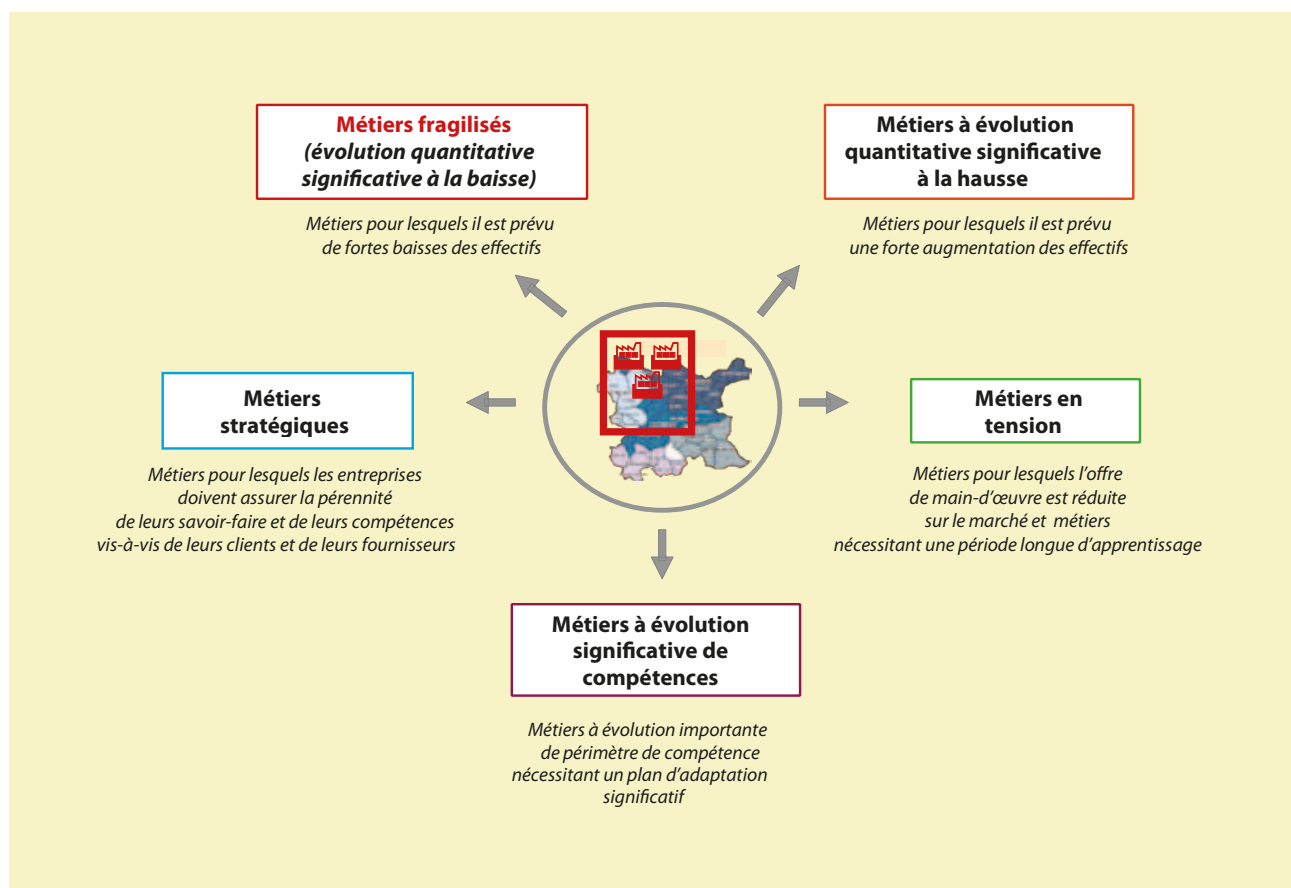 Métiers fragilisés
(évolution quantitative
significative à la baisse)
Métiers pour lesquels il est prévu
de fortes baisses des effectifs
Métiers à évolution
quantitative significative
à la hausse
Métiers pour lesquels il est prévu
une forte augmentation des effectifs
Métiers
stratégiques
Métiers pour lesquels les entreprises
doivent assurer la pérennité
de leurs savoir-faire et de leurs compétences
vis-à-vis de leurs clients et de leurs fournisseurs
Métiers en
tension
Métiers pour lesquels l’offre
de main-d’œuvre est réduite
sur le marché et métiers
nécessitant une période longue d’apprentissage
Métiers à évolution
significative de
compétences
Métiers à évolution importante
de périmètre de compétence
nécessitant un plan d’adaptation
significatif